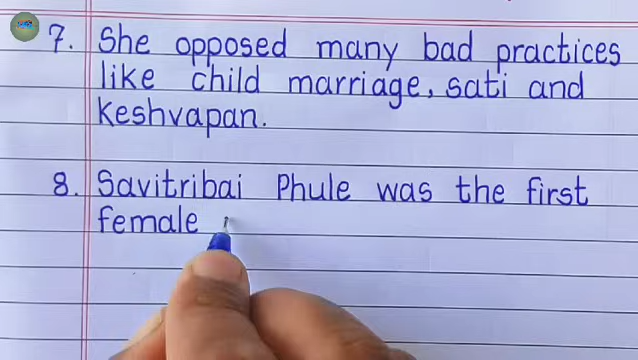 7. She opposed many bad practices
like child marriage, sati and
Keshvapan.
8. Savitribai Phule was the first
female